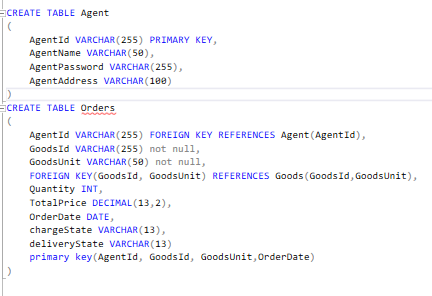 CREATE TABLE Agent
(
AgentId VARCHAR(255) PRIMARY KEY,
AgentName VARCHAR(50),
AgentPassword VARCHAR(255),
AgentAddress VARCHAR(100)
)
CREATE TABLE Orders
(
AgentId VARCHAR(255) FOREIGN KEY REFERENCES Agent(AgentId),
GoodsId VARCHAR(255) not null,
GoodsUnit VARCHAR(50) not null,
FOREIGN KEY(GoodsId, GoodsUnit) REFERENCES Goods(GoodsId,GoodsUnit),
Quantity INT,
TotalPrice DECIMAL(13,2),
OrderDate DATE,
chargeState VARCHAR(13),
deliveryState VARCHAR(13)
primary key(AgentId, GoodsId, GoodsUnit,OrderDate)
)